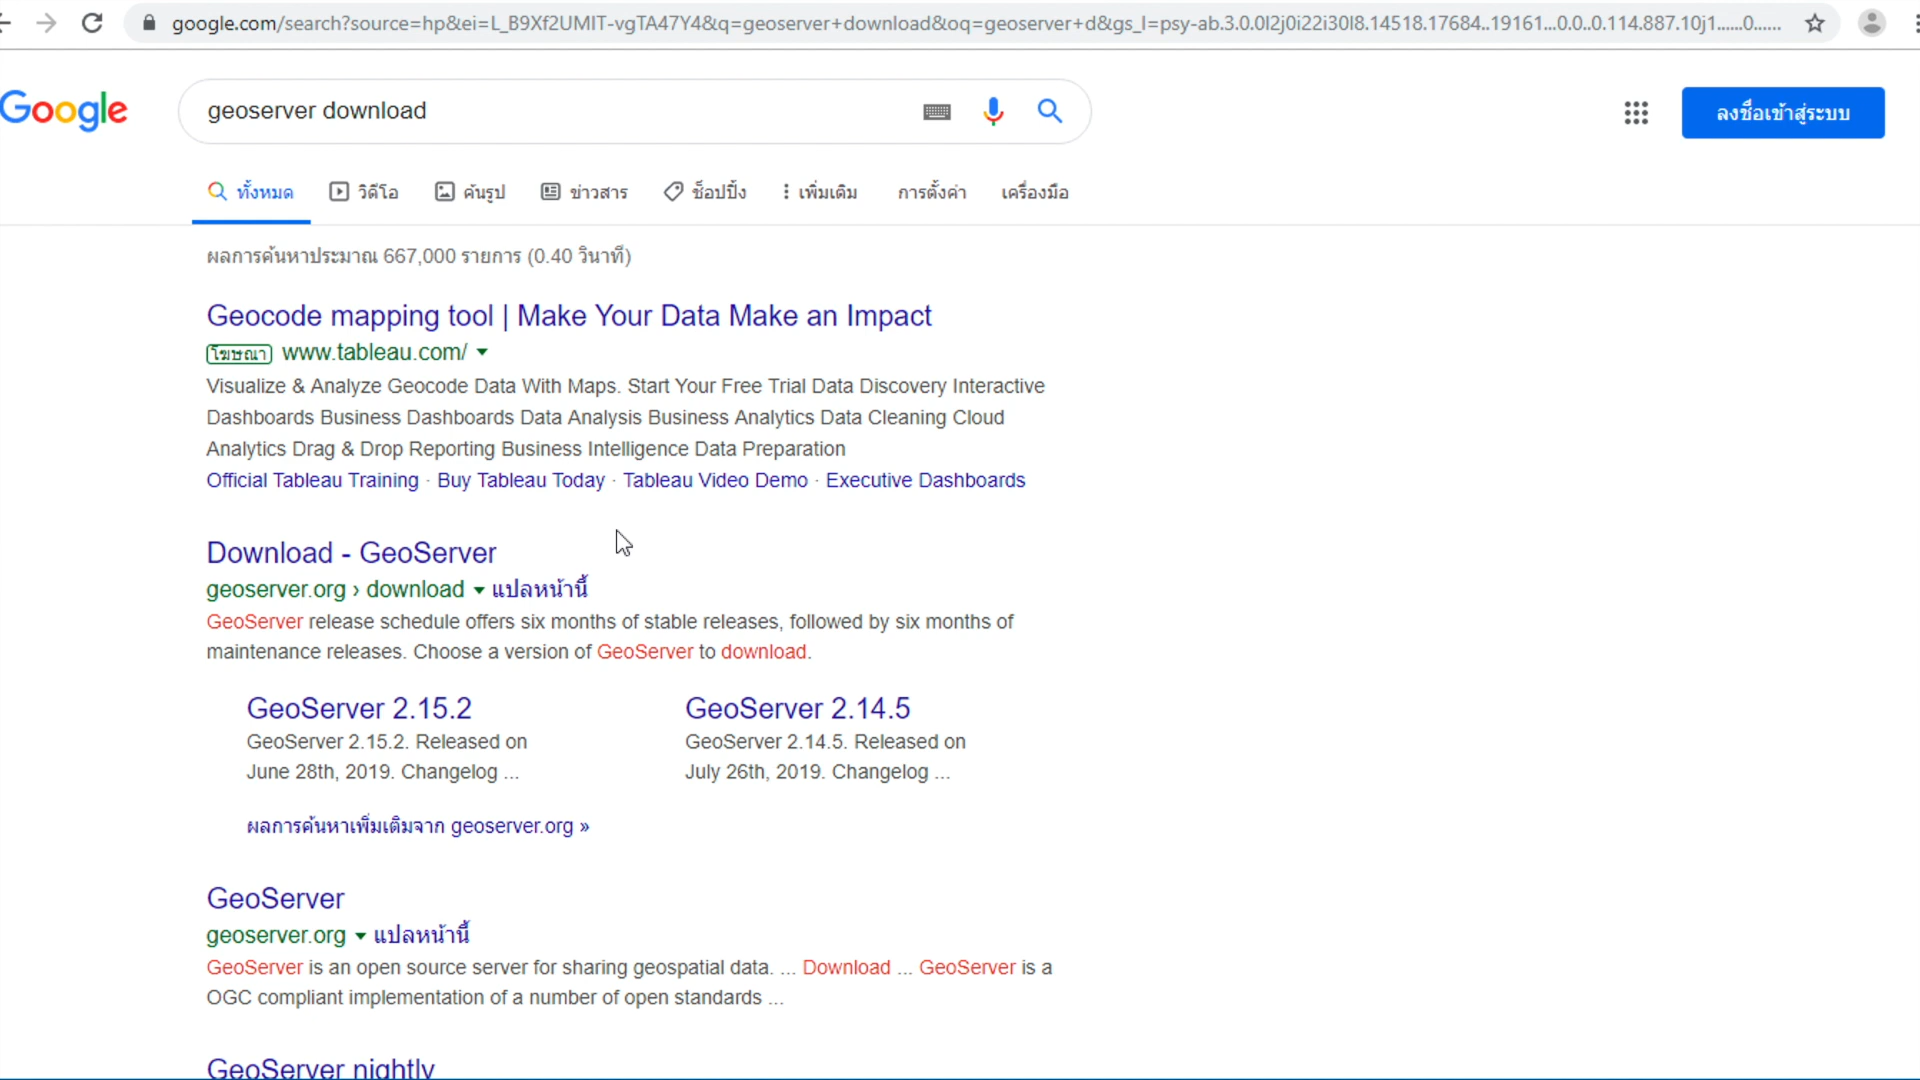 google.com/search?source=hp&ei=L_B9Xf2UMIT-vgTA47Y4&q=geoserver+download&oq=geoserver+d&gs_l=psy-ab.3.0.0l2j0i22i30l8.14518.17684..19161...0.0..0.114.887.10j1......0......
Google
geoserver download
ลงชื่อเข้าสู่ระบบ
ทั้งหมด วิดีโอ ค้นรูป ข่าวสาร ช็อปปิ้ง เพิ่มเติม การตั้งค่า เครื่องมือ
ผลการค้นหาประมาณ 667,000 รายการ (0.40 วินาที)
Geocode mapping tool | Make Your Data Make an Impact
โฆษณา www.tableau.com/
Visualize & Analyze Geocode Data With Maps. Start Your Free Trial Data Discovery Interactive
Dashboards Business Dashboards Data Analysis Business Analytics Data Cleaning Cloud
Analytics Drag & Drop Reporting Business Intelligence Data Preparation
Official Tableau Training · Buy Tableau Today · Tableau Video Demo · Executive Dashboards
Download - GeoServer
geoserver.org › download แปลหน้านี้
GeoServer release schedule offers six months of stable releases, followed by six months of
maintenance releases. Choose a version of GeoServer to download.
GeoServer 2.15.2
GeoServer 2.15.2. Released on
June 28th, 2019. Changelog ...
GeoServer 2.14.5
GeoServer 2.14.5. Released on
July 26th, 2019. Changelog ...
ผลการค้นหาเพิ่มเติมจาก geoserver.org »
GeoServer
geoserver.org แปลหน้านี้
GeoServer is an open source server for sharing geospatial data. ... Download ... GeoServer is a
OGC compliant implementation of a number of open standards ...
GeoServer nightly